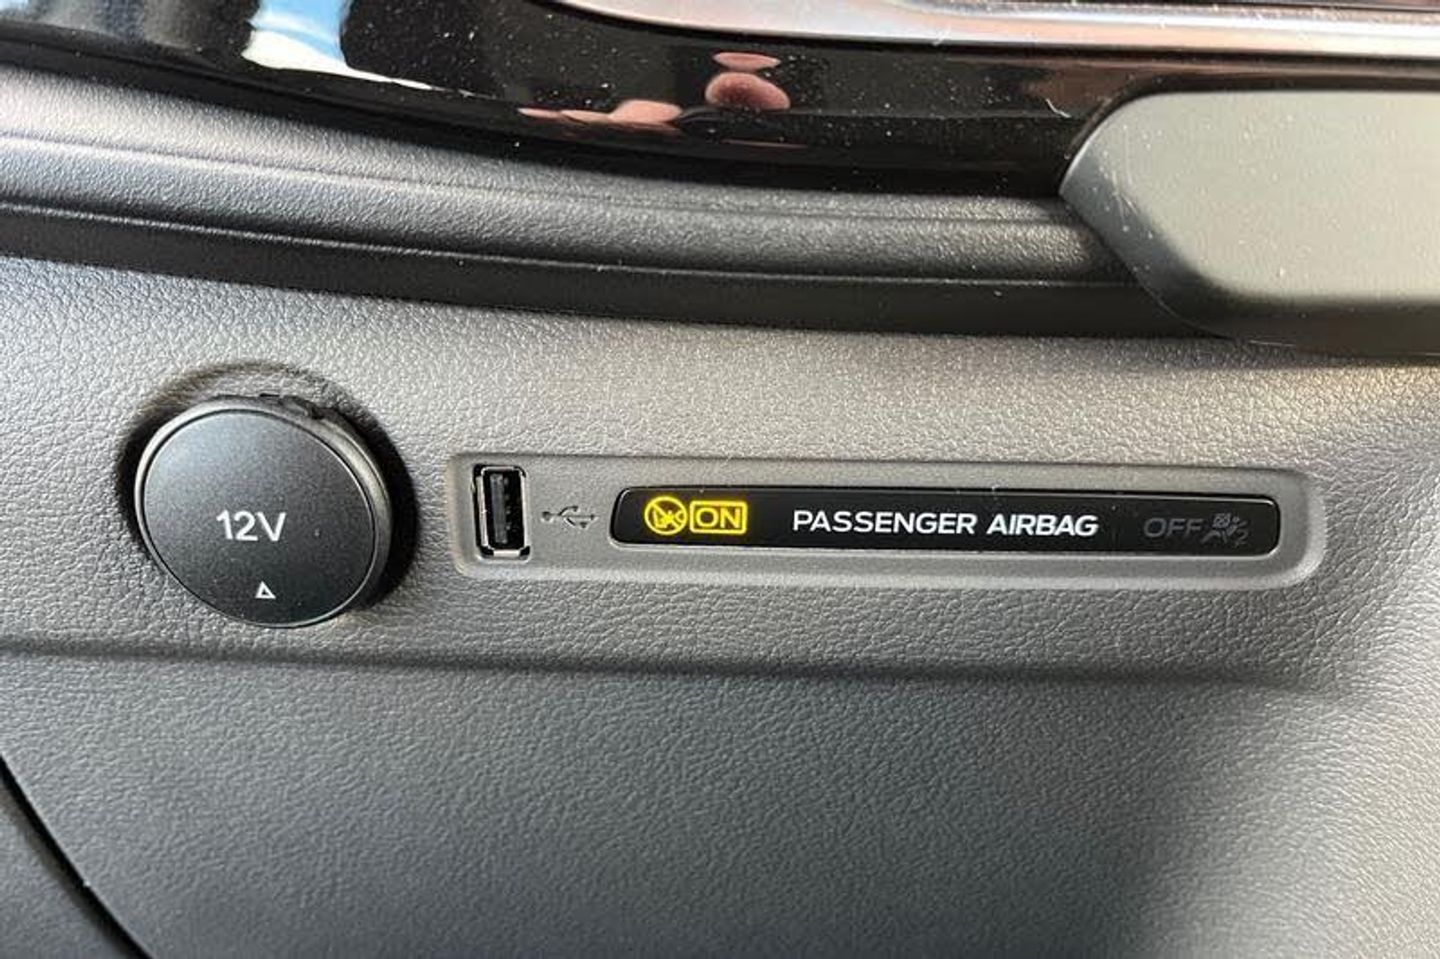 12V
ON PASSENGER AIRBAG OFF